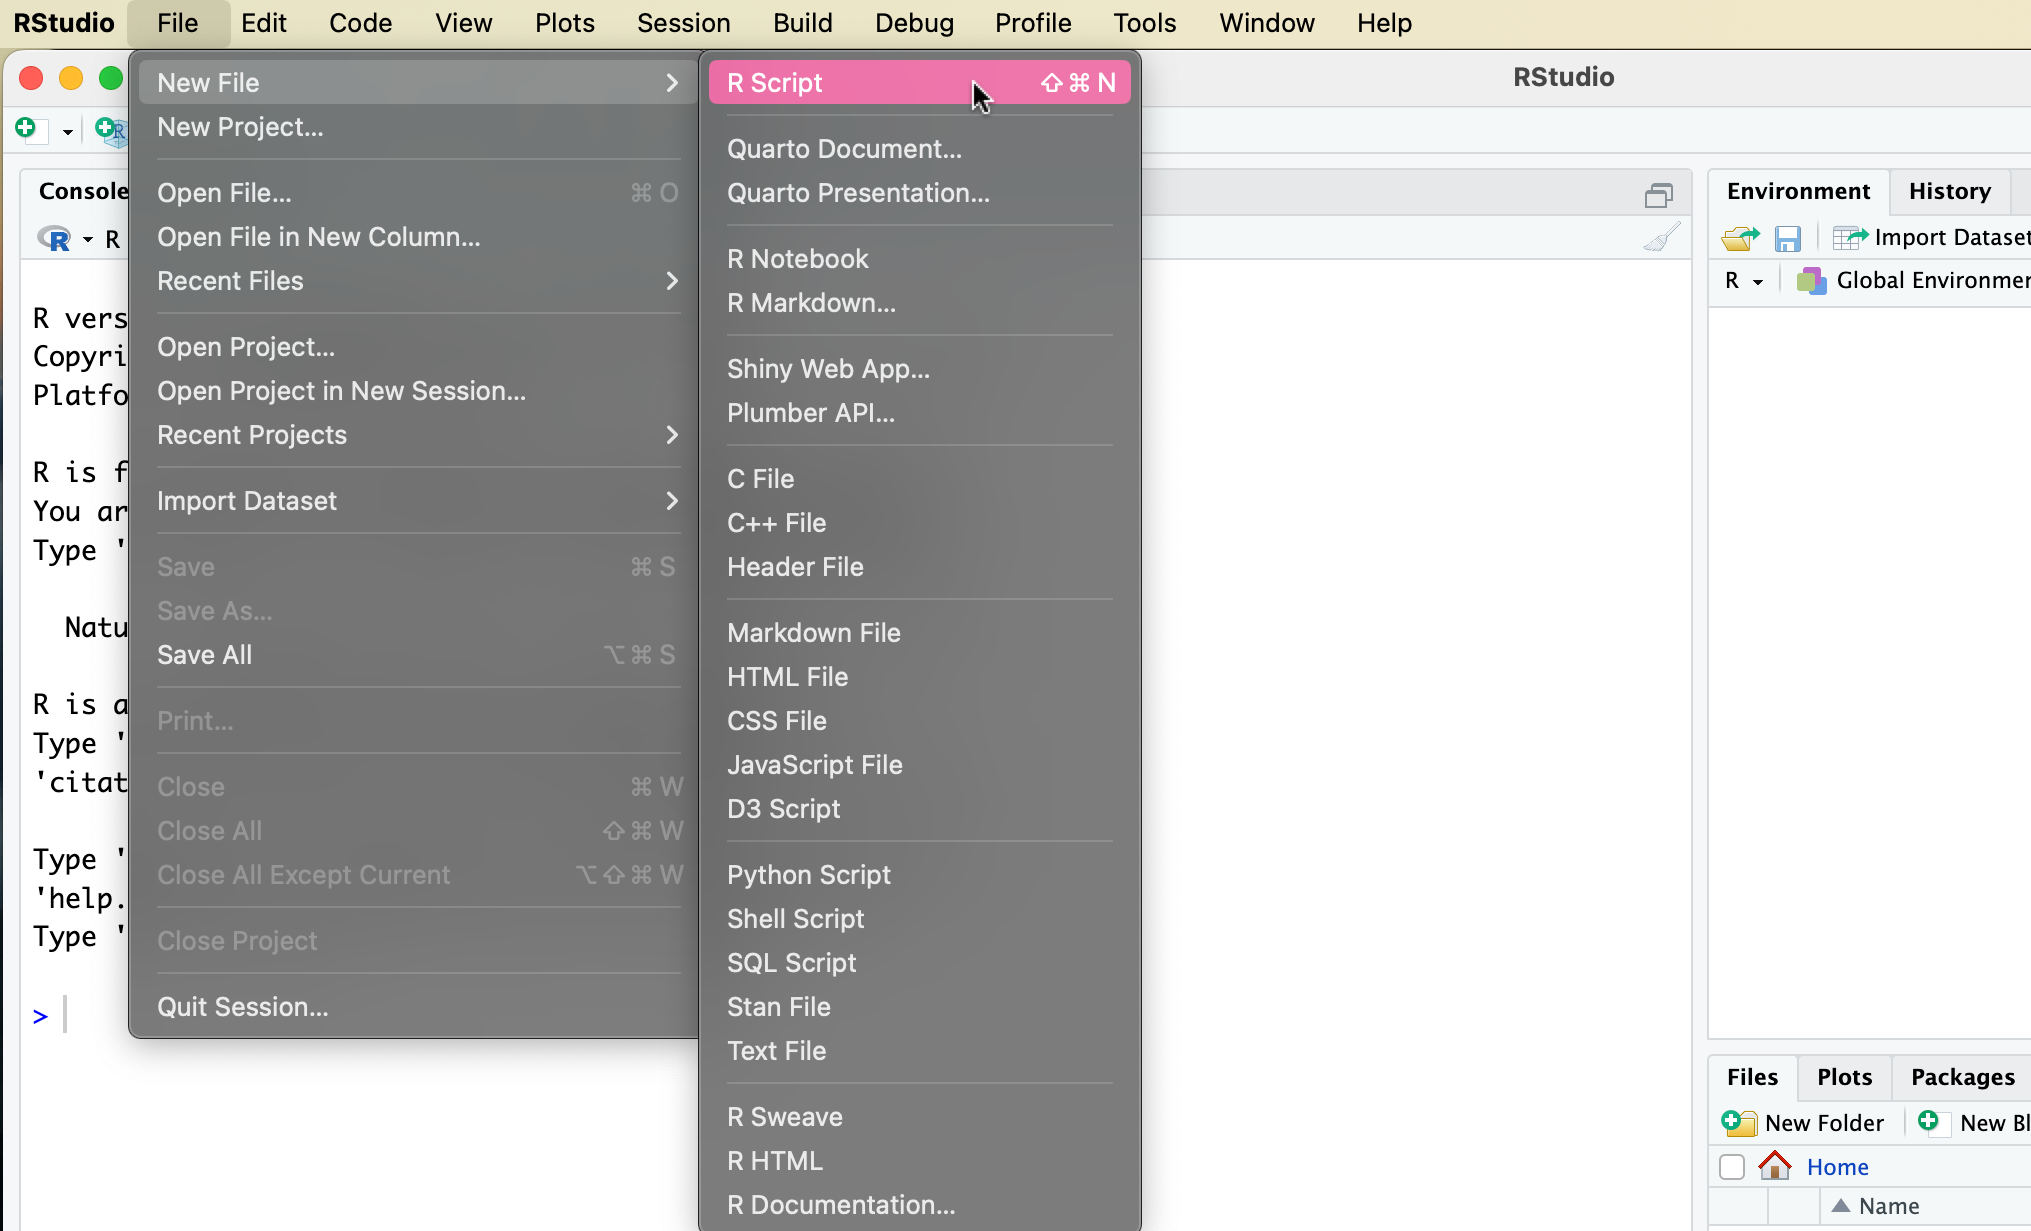 RStudio File Edit Code View Plots Session Build Debug Profile Tools Window Help
RStudio
New File
New Project...
Open File... ⌘ O
Open File in New Column...
Recent Files
Open Project...
Open Project in New Session...
Recent Projects
Import Dataset
Save ⌘ S
Save As...
Save All ⌥ ⌘ S
Print...
Close ⌘ W
Close All ⇧ ⌘ W
Close All Except Current ⌥ ⇧ ⌘ W
Close Project
Quit Session...
R Script ⇧ ⌘ N
Quarto Document...
Quarto Presentation...
R Notebook
R Markdown...
Shiny Web App...
Plumber API...
C File
C++ File
Header File
Markdown File
HTML File
CSS File
JavaScript File
D3 Script
Python Script
Shell Script
SQL Script
Stan File
Text File
R Sweave
R HTML
R Documentation...
Console
R
R vers
Copyri
Platfo
R is f
You ar
Type '
Natu
R is a
Type '
'citat
Type '
'help.
Type '
>
Environment History
Import Dataset
R Global Environmen
Files Plots Packages
New Folder New Bl
Home
Name